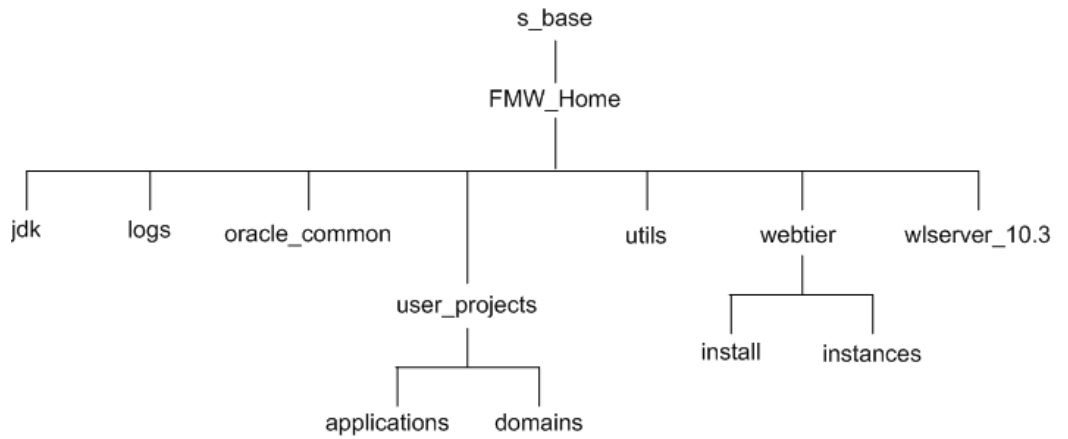 s_base
FMW_Home
jdk
logs
oracle_common
utils
webtier
wlserver_10.3
user_projects
install
instances
applications
domains